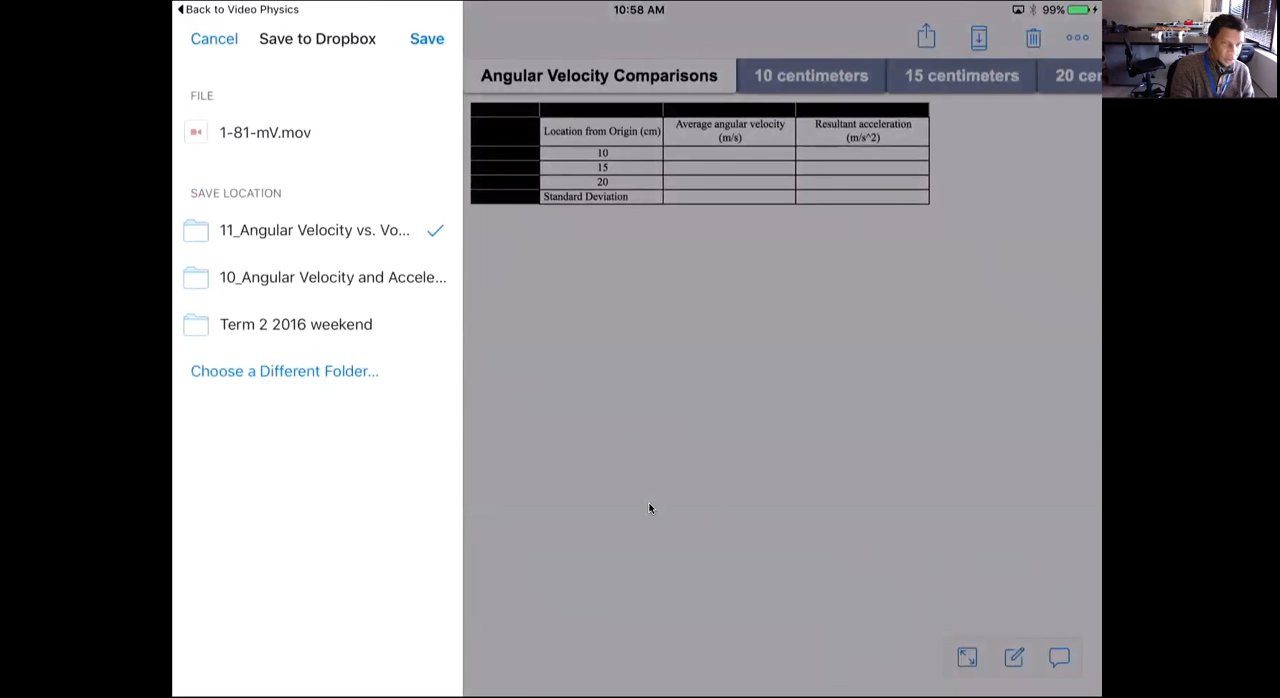 Back to Video Physics
10:58 AM
99%
Cancel
Save to Dropbox
Save
FILE
1-81-mV.mov
SAVE LOCATION
11_Angular Velocity vs. Vo...
10_Angular Velocity and Accele...
Term 2 2016 weekend
Choose a Different Folder...
Angular Velocity Comparisons
10 centimeters
15 centimeters
20 cen
Location from Origin (cm)
Average angular velocity
(m/s)
Resultant acceleration
(m/s^2)
10
15
20
Standard Deviation